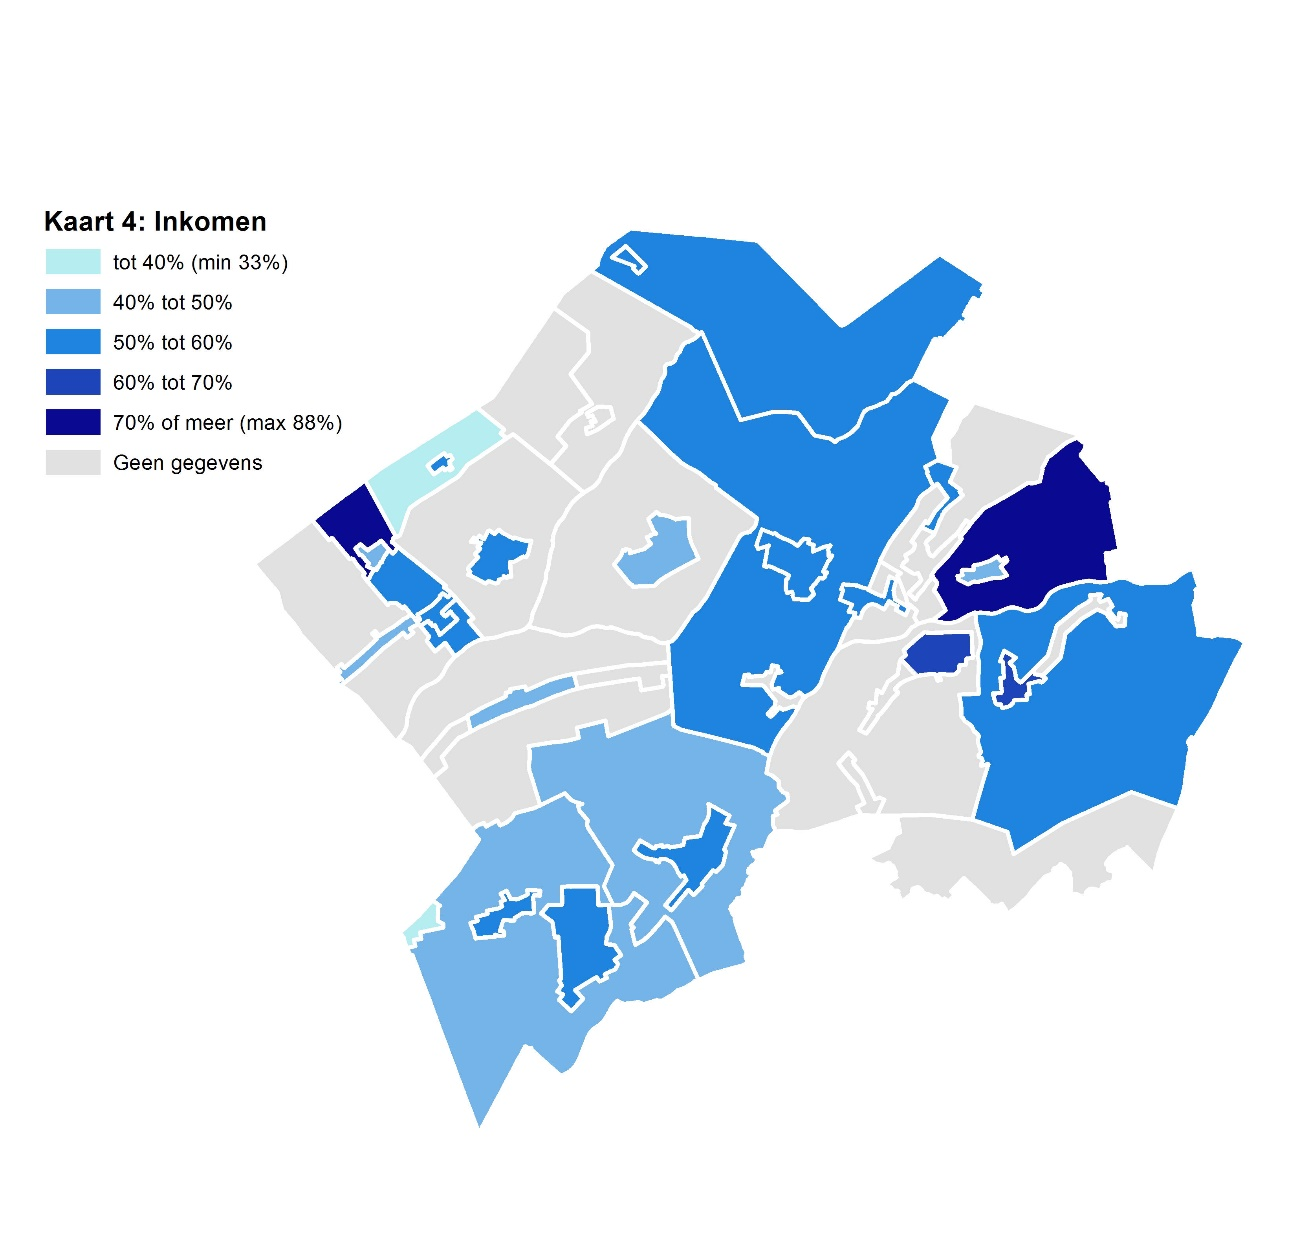 Kaart 4: Inkomen
tot 40% (min 33%)
40% tot 50%
50% tot 60%
60% tot 70%
70% of meer (max 88%)
Geen gegevens